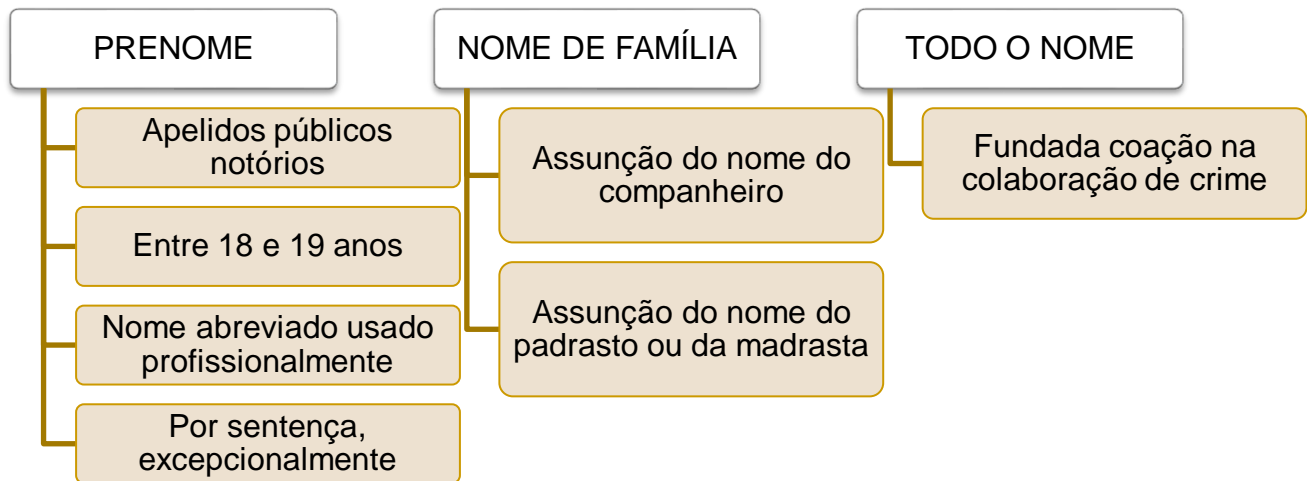 PRENOME
Apelidos públicos
notórios
Entre 18 e 19 anos
Nome abreviado usado
profissionalmente
Por sentença,
excepcionalmente
NOME DE FAMÍLIA
Assunção do nome do
companheiro
Assunção do nome do
padrasto ou da madrasta
TODO O NOME
Fundada coação na
colaboração de crime